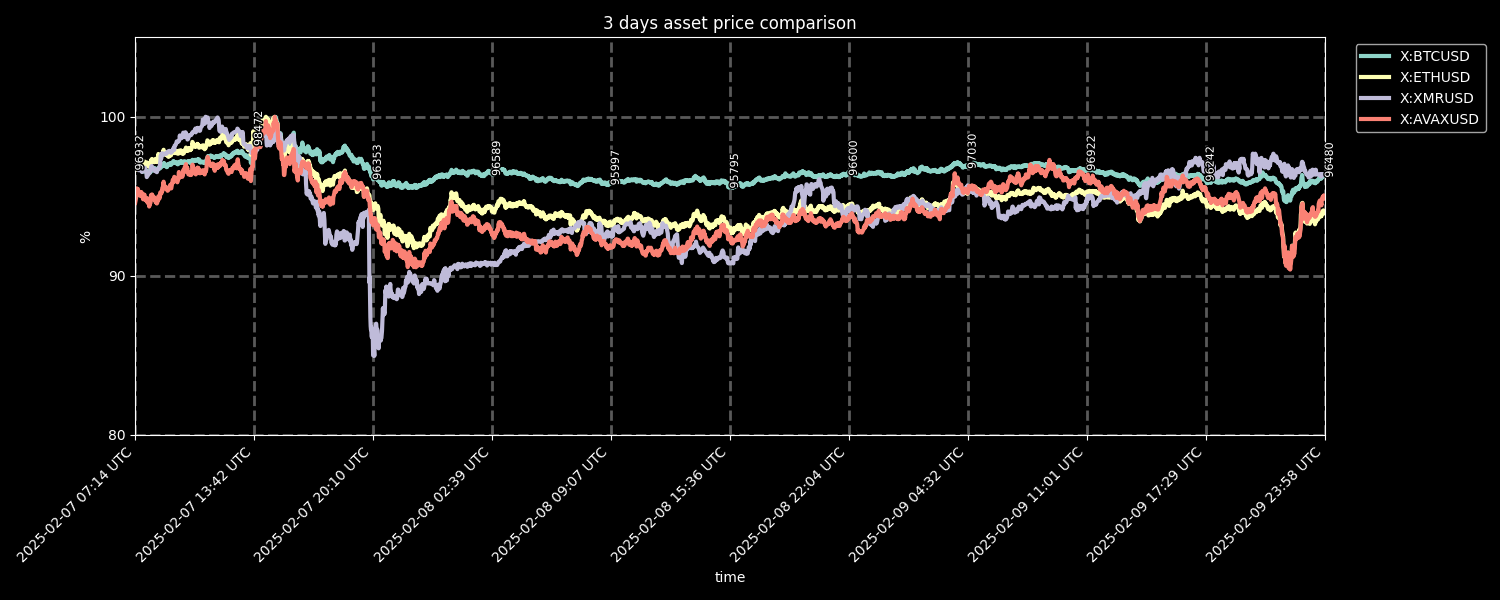 3 days asset price comparison
X:BTCUSD
X:ETHUSD
X:XMRUSD
X:AVAXUSD
100
90
80
%
96932
98472
96353
96589
95997
95795
96600
97030
96922
96242
96480
2025-02-07 07:14 UTC
2025-02-07 13:42 UTC
2025-02-07 20:10 UTC
2025-02-08 02:39 UTC
2025-02-08 09:07 UTC
2025-02-08 15:36 UTC
2025-02-08 22:04 UTC
2025-02-09 04:32 UTC
2025-02-09 11:01 UTC
2025-02-09 17:29 UTC
2025-02-09 23:58 UTC
time